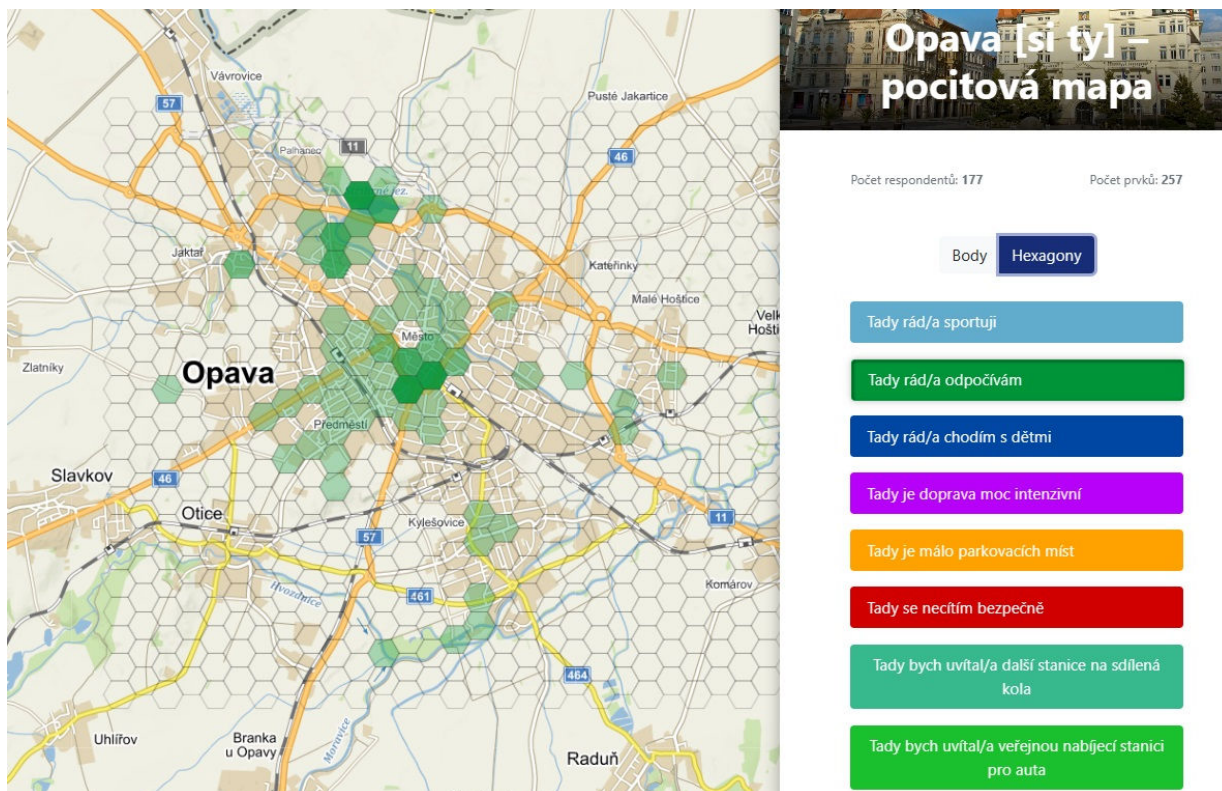 Opava [si ty] –
pocitová mapa
Počet respondentů: 177
Počet prvků: 257
Body
Hexagony
Tady rád/a sportuji
Tady rád/a odpočívám
Tady rád/a chodím s dětmi
Tady je doprava moc intenzivní
Tady je málo parkovacích míst
Tady se necítím bezpečně
Tady bych uvítal/a další stanice na sdílená
kola
Tady bych uvítal/a veřejnou nabíjecí stanici
pro auta
Vávrovice
Pusté Jakartice
57
11
Palhanec
46
Jaktař
Kateřinky
Malé Hoštice
Město
Zlatníky
Opava
Předměstí
Slavkov
46
Otice
Kylešovice
11
57
Komárov
Hvozdnice
461
464
Uhlířov
Branka
u Opavy
Moravice
Raduň